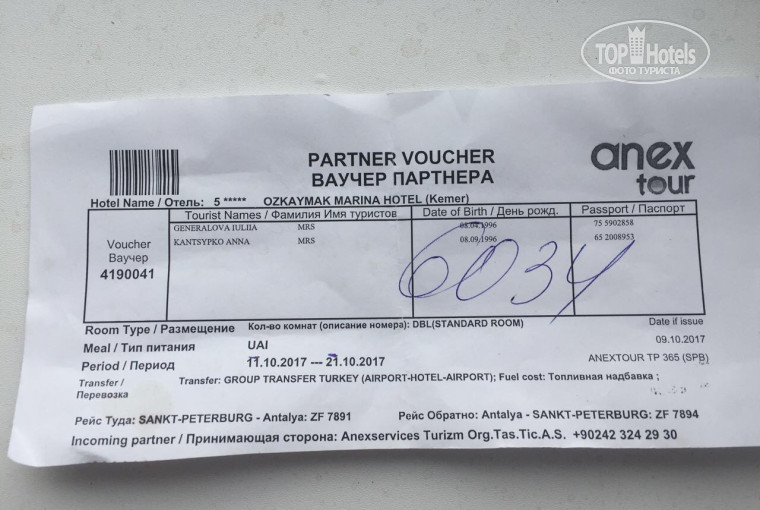 TOP Hotels
ФОТО ТУРИСТА
PARTNER VOUCHER
ВАУЧЕР ПАРТНЕРА
anex
tour
Hotel Name / Отель: 5 ***** OZKAYMAK MARINA HOTEL (Kemer)
Tourist Names / Фамилия Имя туристов Date of Birth / День рожд. Passport / Паспорт
GENERALOVA IULIIA MRS 08.04.1996 75 5902858
KANTSYPKO ANNA MRS 08.09.1996 65 2008953
Voucher
Ваучер
4190041
6034
Room Type / Размещение Кол-во комнат (описание номера): DBL(STANDARD ROOM) Date if issue
Meal / Тип питания UAI 09.10.2017
Period / Период 11.10.2017 --- 21.10.2017 ANEXTOUR TP 365 (SPB)
Transfer / Transfer: GROUP TRANSFER TURKEY (AIRPORT-HOTEL-AIRPORT); Fuel cost: Топливная надбавка ;
Перевозка
Рейс Туда: SANKT-PETERBURG - Antalya: ZF 7891 Рейс Обратно: Antalya - SANKT-PETERBURG: ZF 7894
Incoming partner / Принимающая сторона: Anexservices Turizm Org.Tas.Tic.A.S. +90242 324 29 30